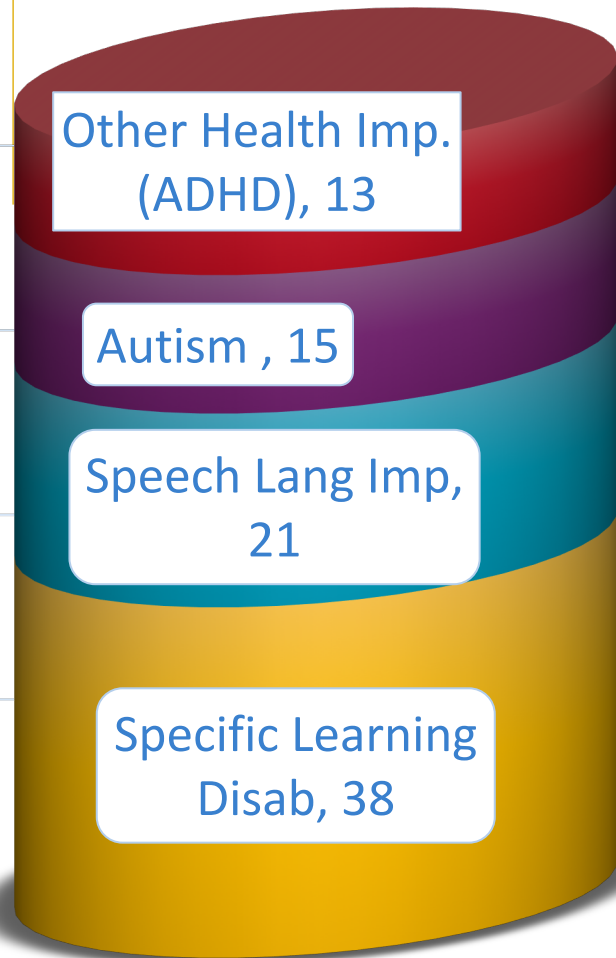 Other Health Imp.
(ADHD), 13
Autism , 15
Speech Lang Imp,
21
Specific Learning
Disab, 38